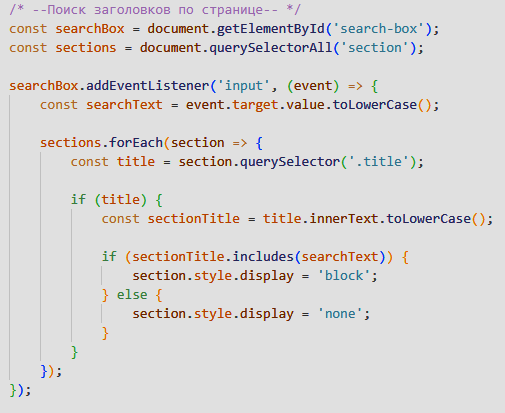 /* --Поиск заголовков по странице-- */
const searchBox = document.getElementById('search-box');
const sections = document.querySelectorAll('section');

searchBox.addEventListener('input', (event) => {
    const searchText = event.target.value.toLowerCase();

    sections.forEach(section => {
        const title = section.querySelector('.title');

        if (title) {
            const sectionTitle = title.innerText.toLowerCase();

            if (sectionTitle.includes(searchText)) {
                section.style.display = 'block';
            } else {
                section.style.display = 'none';
            }
        }
    });
});